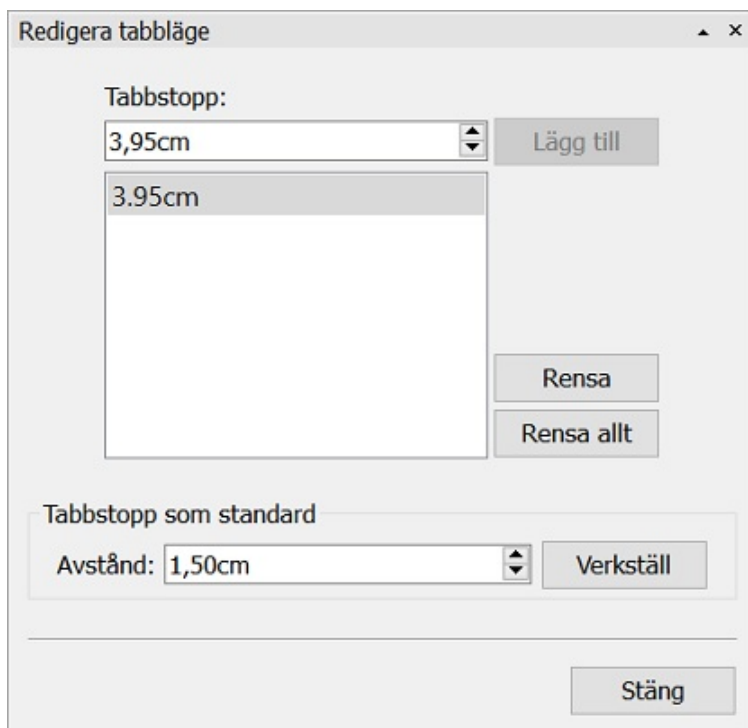 Redigera tabbläge
Tabbstopp:
3,95cm
Lägg till
3.95cm
Rensa
Rensa allt
Tabbstopp som standard
Avstånd: 1,50cm
Verkställ
Stäng